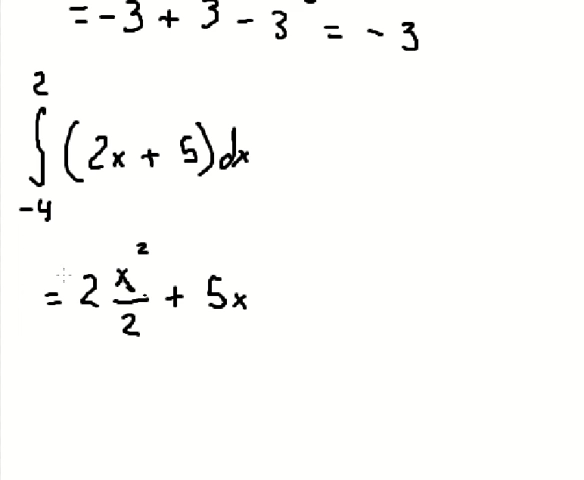 = -3 + 3 - 3 = -3
2
∫ (2x + 5)dx
-4
= 2 x²/2 + 5x